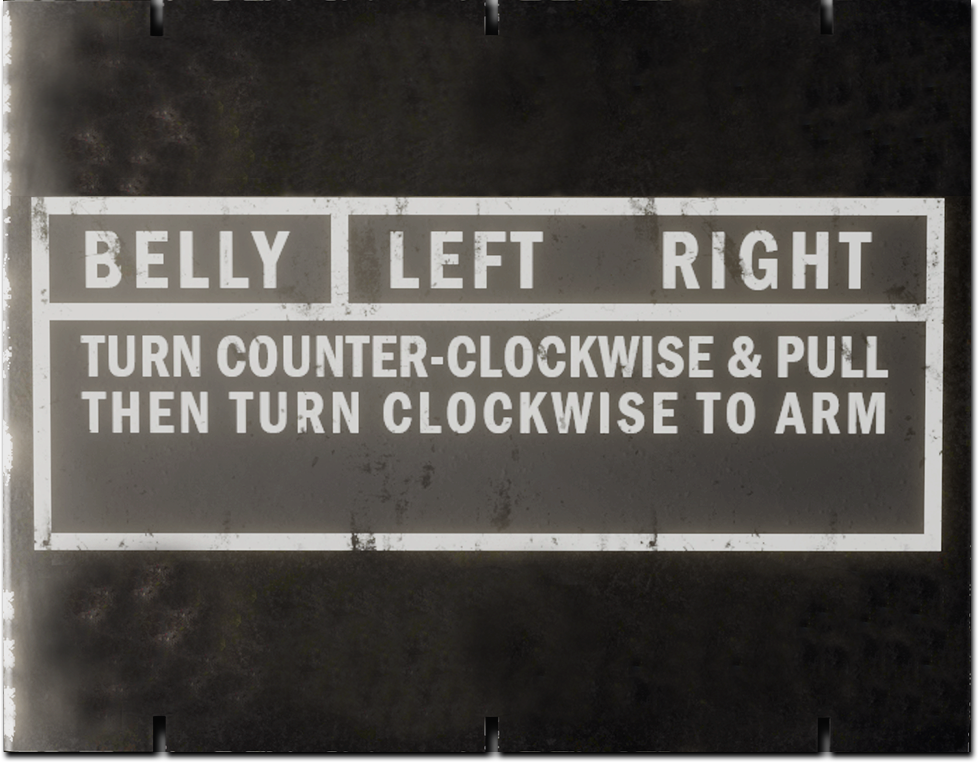 BELLY LEFT RIGHT
TURN COUNTER-CLOCKWISE & PULL
THEN TURN CLOCKWISE TO ARM